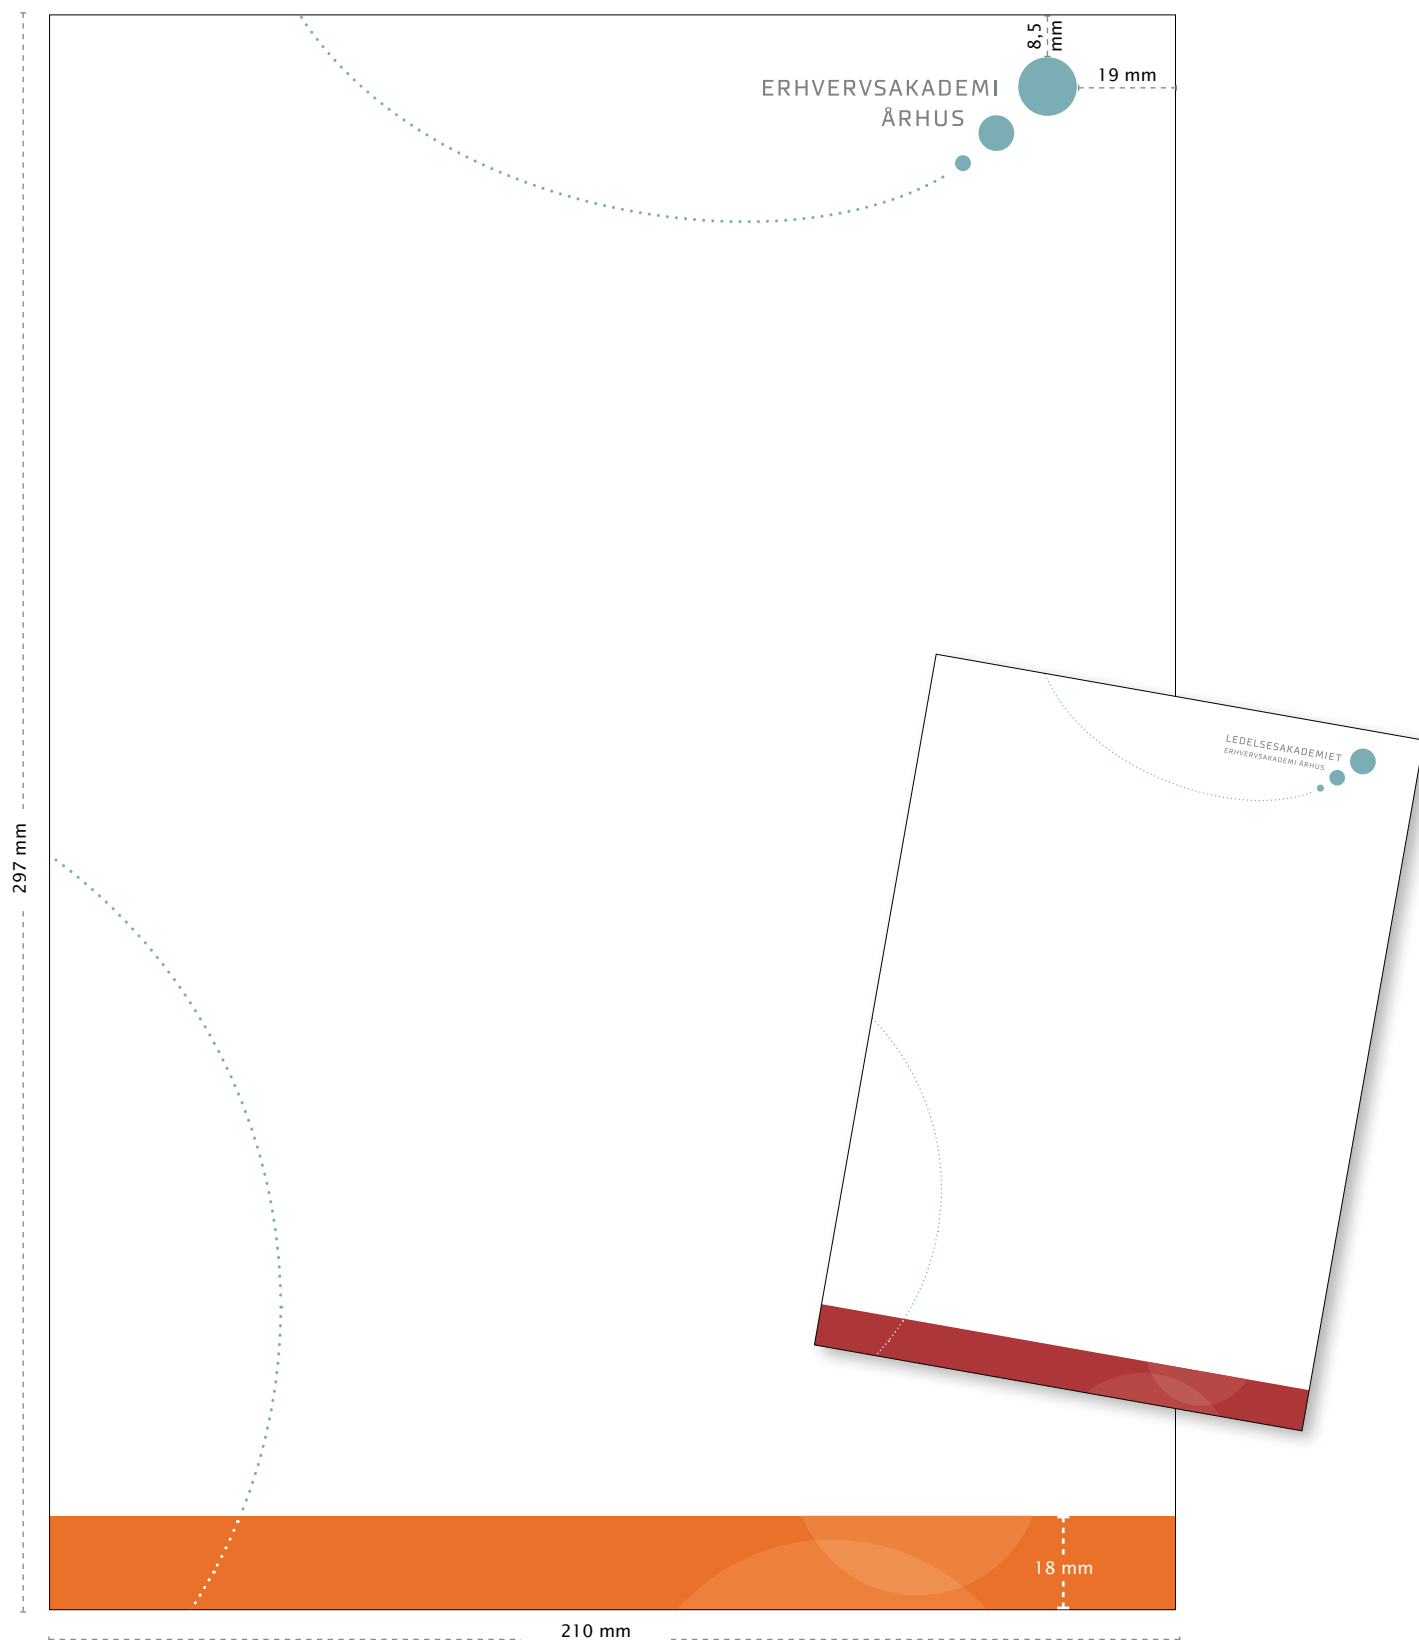 8,5
mm
19 mm
ERHVERVSAKADEMI
ÅRHUS
LEDELSESAKADEMIET
ERHVERVSAKADEMI ÅRHUS
297 mm
18 mm
210 mm